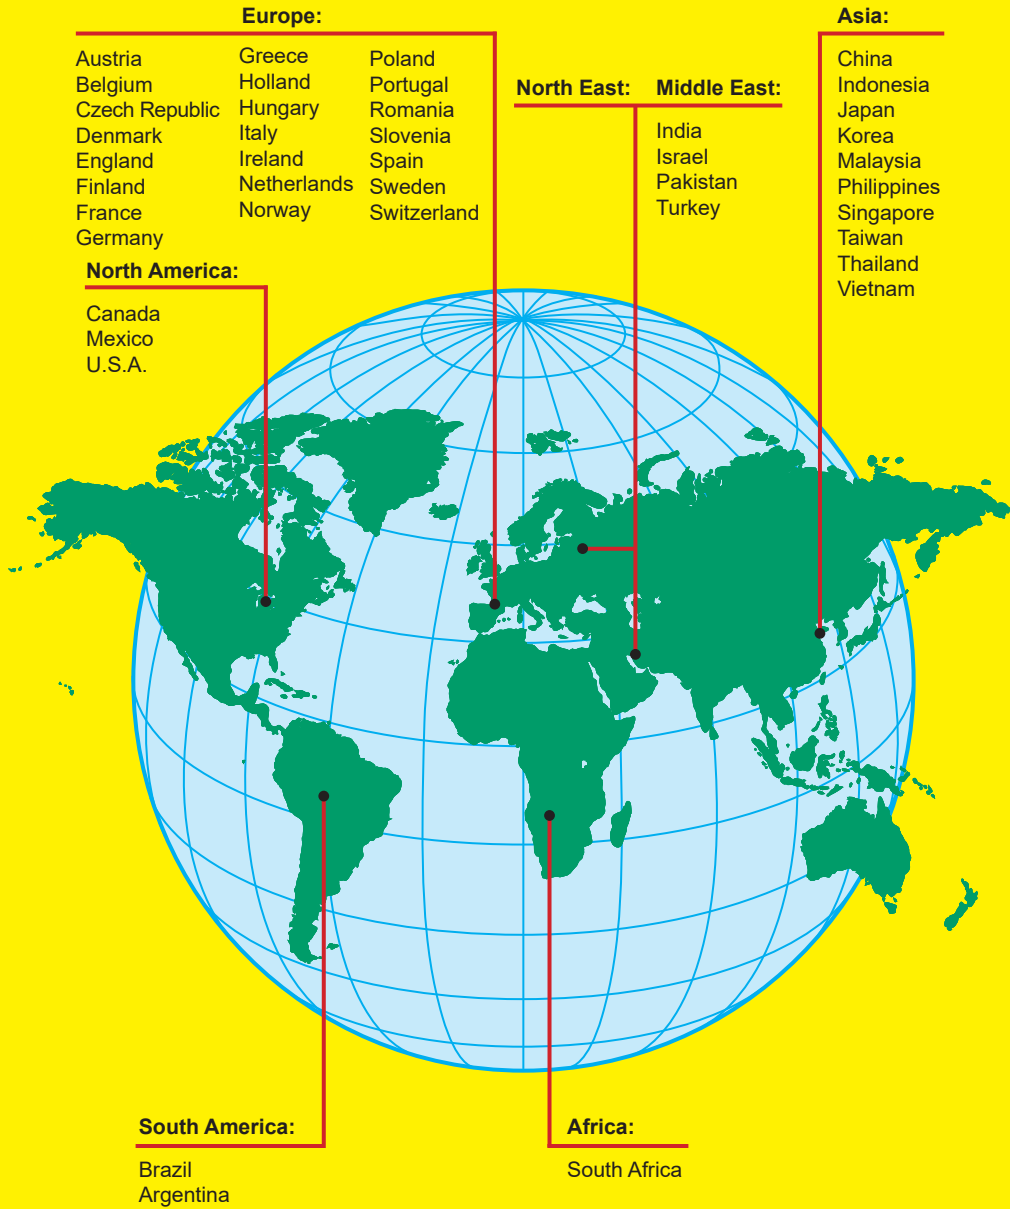 Europe:
Austria
Belgium
Czech Republic
Denmark
England
Finland
France
Germany
Greece
Holland
Hungary
Italy
Ireland
Netherlands
Norway
Poland
Portugal
Romania
Slovenia
Spain
Sweden
Switzerland
North East:
Middle East:
India
Israel
Pakistan
Turkey
Asia:
China
Indonesia
Japan
Korea
Malaysia
Philippines
Singapore
Taiwan
Thailand
Vietnam
North America:
Canada
Mexico
U.S.A.
South America:
Brazil
Argentina
Africa:
South Africa